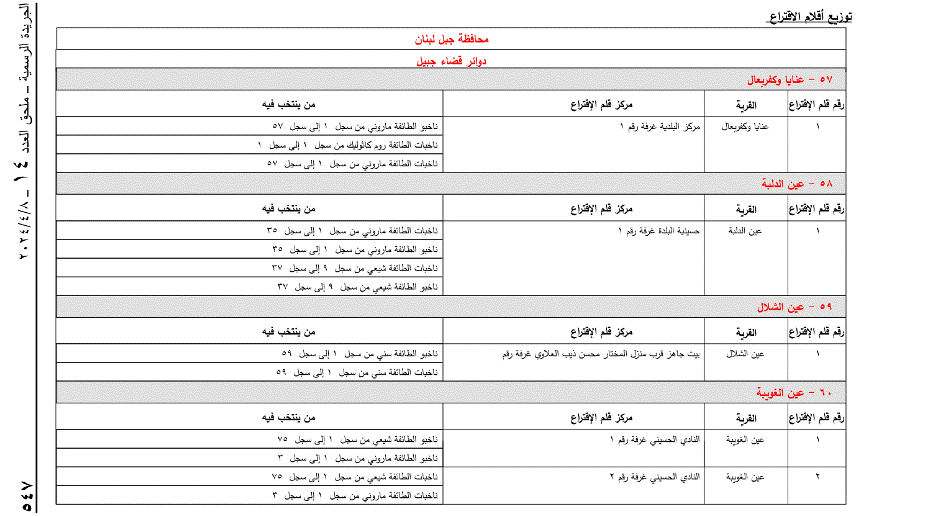 الجريدة الرسمية – ملحق العدد ١٤ – ٢٠٢٤/٤/٨
٥٤٧
توزيع أقلام الاقتراع
محافظة جبل لبنان
دوائر قضاء جبيل
٥٧ - عنايا وكفربعال
رقم قلم الإقتراع القرية مركز قلم الإقتراع من ينتخب فيه
١ عنايا وكفربعال مركز البلدية غرفة رقم ١ ناخبو الطائفة ماروني من سجل ١ إلى سجل ٥٧
ناخبات الطائفة روم كاثوليك من سجل ١ إلى سجل ١
ناخبات الطائفة ماروني من سجل ١ إلى سجل ٥٧
٥٨ - عين الدلبة
رقم قلم الإقتراع القرية مركز قلم الإقتراع من ينتخب فيه
١ عين الدلبة حسينية البلدة غرفة رقم ١ ناخبات الطائفة ماروني من سجل ١ إلى سجل ٣٥
ناخبو الطائفة ماروني من سجل ١ إلى سجل ٣٥
ناخبات الطائفة شيعي من سجل ٩ إلى سجل ٣٧
ناخبو الطائفة شيعي من سجل ٩ إلى سجل ٣٧
٥٩ - عين الشلال
رقم قلم الإقتراع القرية مركز قلم الإقتراع من ينتخب فيه
١ عين الشلال بيت جاهز قرب منزل المختار محسن ذيب العلاوي غرفة رقم ناخبو الطائفة سني من سجل ١ إلى سجل ٥٩
ناخبات الطائفة سني من سجل ١ إلى سجل ٥٩
٦٠ - عين الغويبة
رقم قلم الإقتراع القرية مركز قلم الإقتراع من ينتخب فيه
١ عين الغويبة النادي الحسيني غرفة رقم ١ ناخبو الطائفة شيعي من سجل ١ إلى سجل ٧٥
ناخبو الطائفة ماروني من سجل ١ إلى سجل ٣
٢ عين الغويبة النادي الحسيني غرفة رقم ٢ ناخبات الطائفة شيعي من سجل ١ إلى سجل ٧٥
ناخبات الطائفة ماروني من سجل ١ إلى سجل ٣